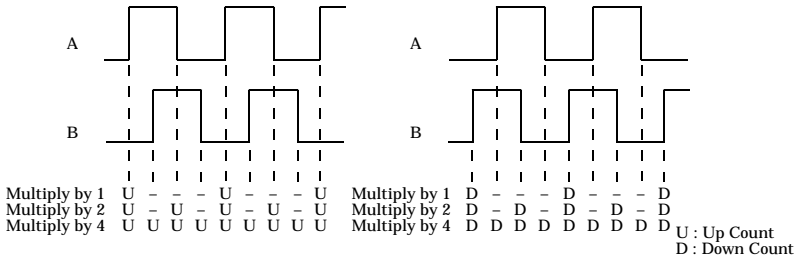 A
A
B
B
Multiply by 1 U – – – U – – – U
Multiply by 2 U – U – U – U – U
Multiply by 4 U U U U U U U U U
Multiply by 1 D – – – D – – – D
Multiply by 2 D – D – D – D – D
Multiply by 4 D D D D D D D D D
U : Up Count
D : Down Count